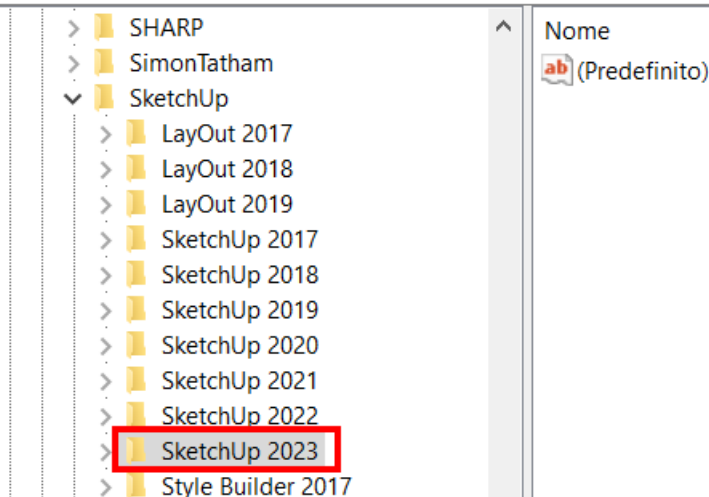 SHARP
SimonTatham
SketchUp
LayOut 2017
LayOut 2018
LayOut 2019
SketchUp 2017
SketchUp 2018
SketchUp 2019
SketchUp 2020
SketchUp 2021
SketchUp 2022
SketchUp 2023
Style Builder 2017
Nome
ab (Predefinito)